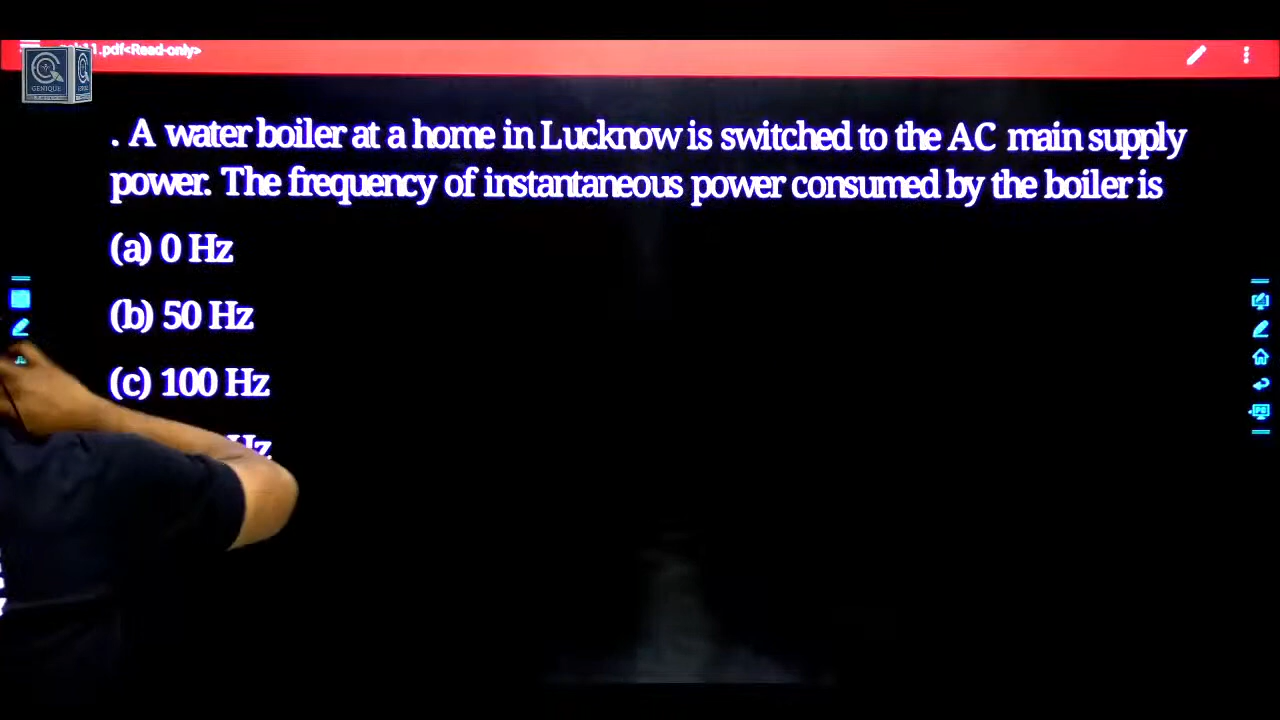 .pdf<Read-only>
GENIQUE
. A water boiler at a home in Lucknow is switched to the AC main supply
power. The frequency of instantaneous power consumed by the boiler is
(a) 0 Hz
(b) 50 Hz
(c) 100 Hz
Hz